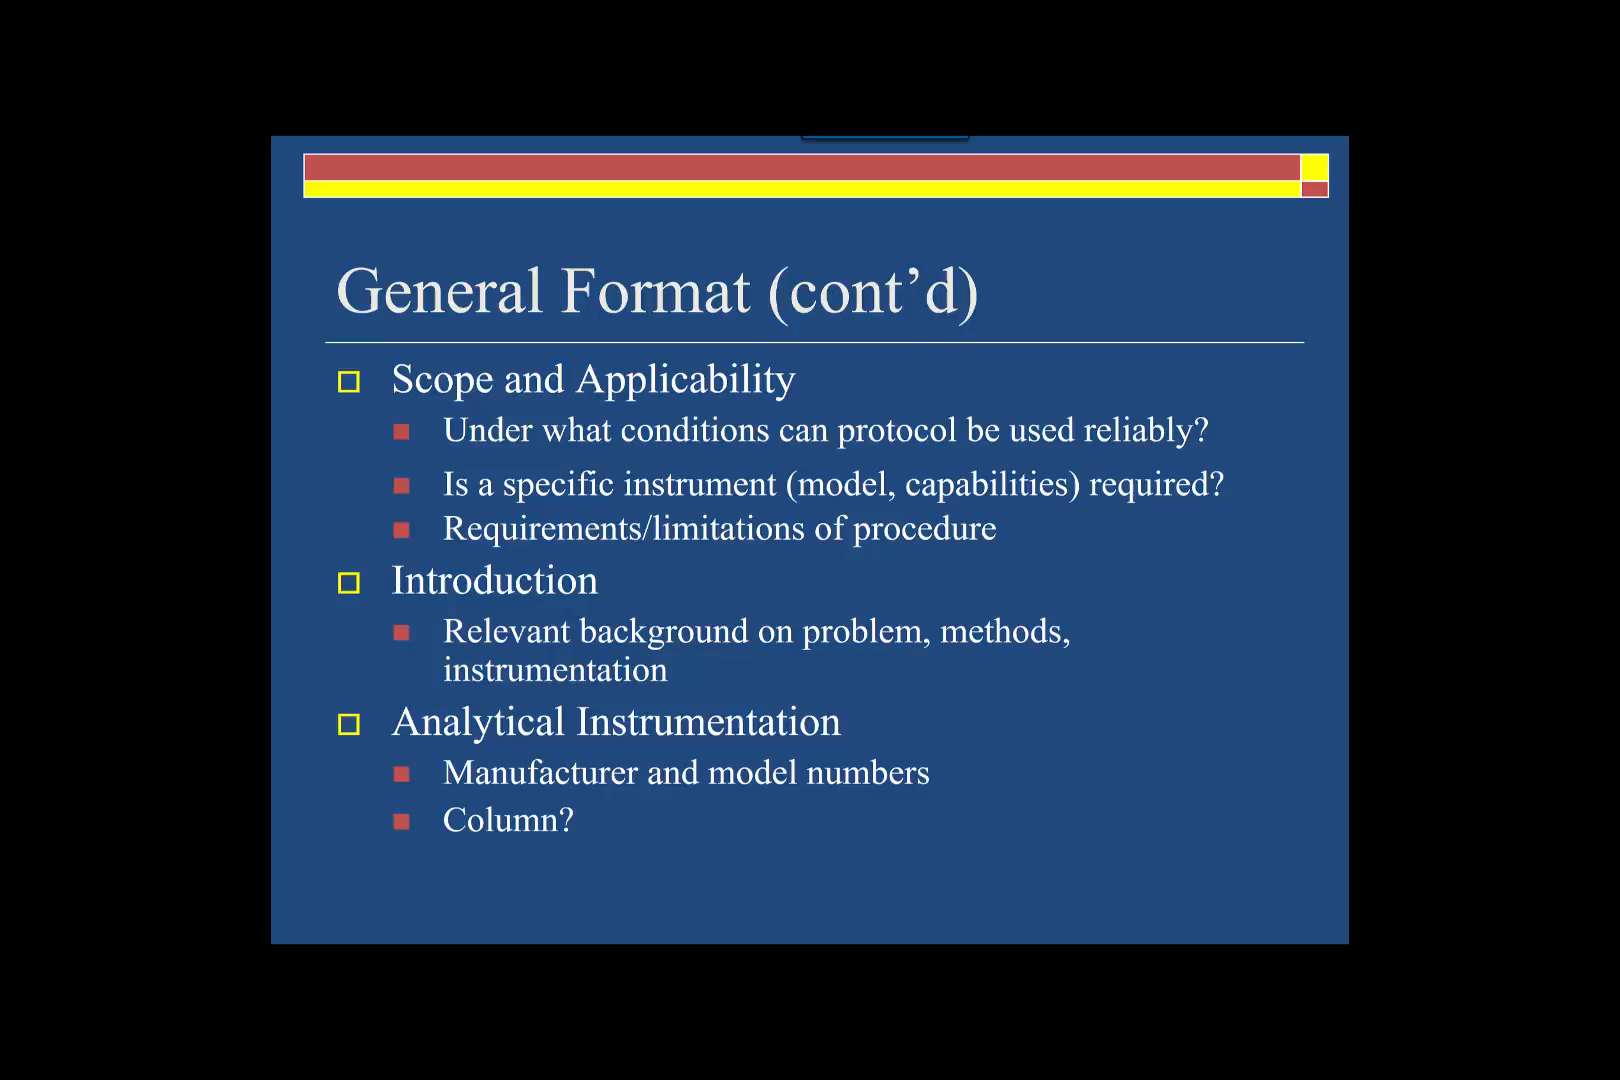 General Format (cont’d)
Scope and Applicability
Under what conditions can protocol be used reliably?
Is a specific instrument (model, capabilities) required?
Requirements/limitations of procedure
Introduction
Relevant background on problem, methods,
instrumentation
Analytical Instrumentation
Manufacturer and model numbers
Column?